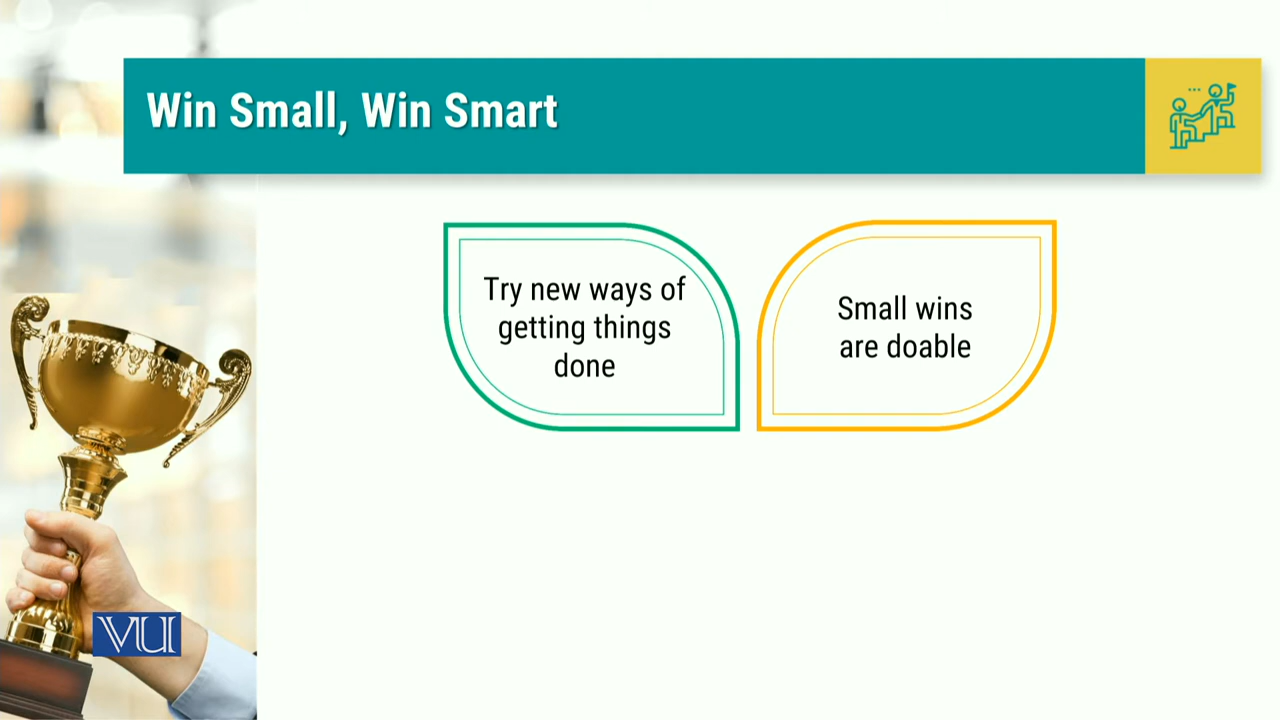 Win Small, Win Smart
Try new ways of
getting things
done
Small wins
are doable
VU